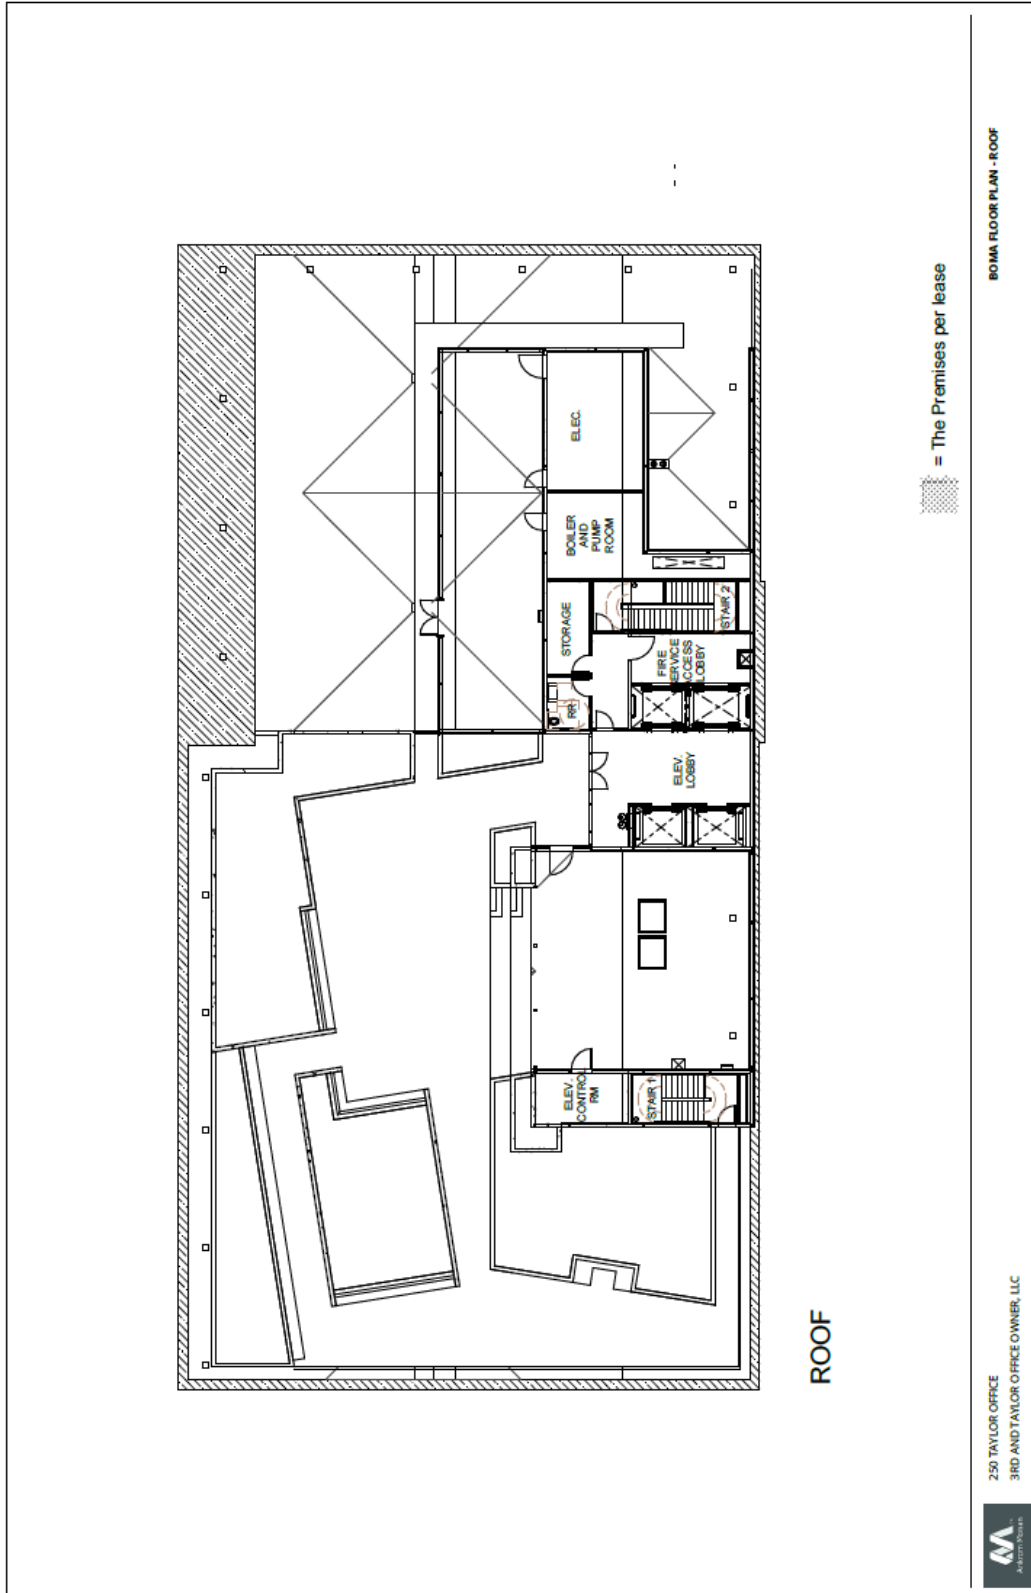 ELEC.
BOILER
AND
PUMP
ROOM
STORAGE
RR
STAIR 2
FIRE
SERVICE
ACCESS
LOBBY
ELEV.
LOBBY
ELEV.
CONTROL
RM
STAIR 1
ROOF
= The Premises per lease
250 TAYLOR OFFICE
3RD AND TAYLOR OFFICE OWNER, LLC
BOMA FLOOR PLAN - ROOF
Ankrom Moisan